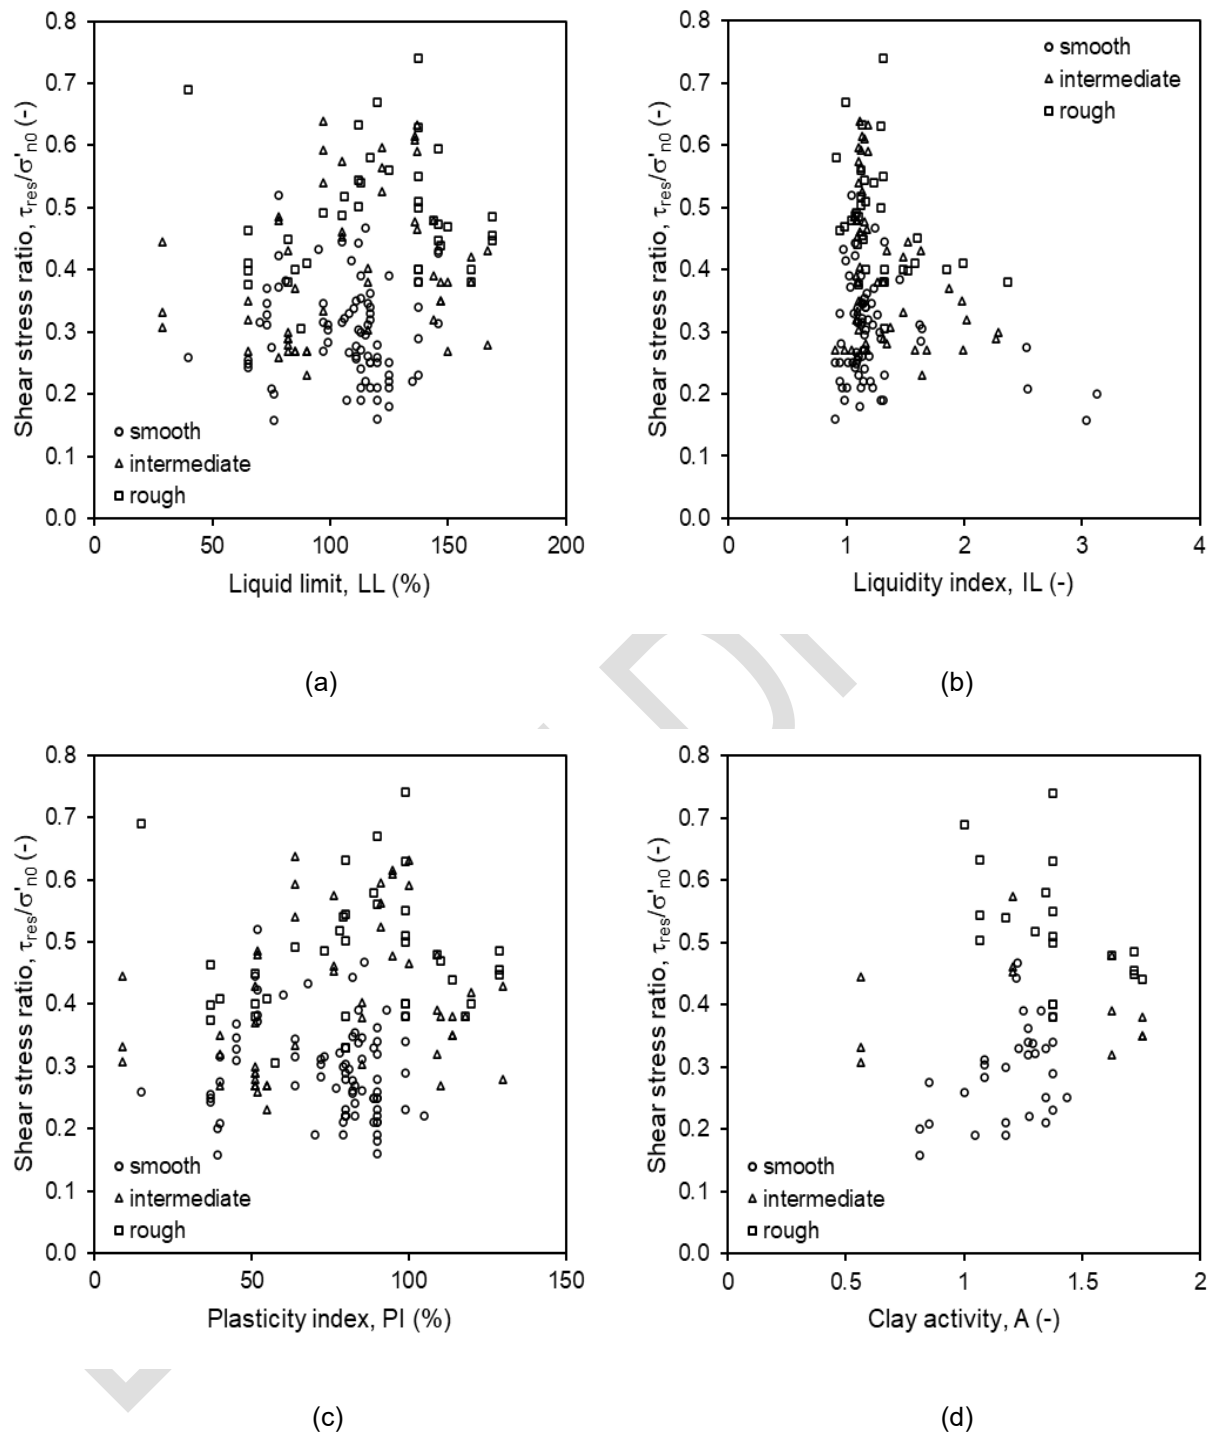 0.8
0.7
0.6
0.5
0.4
0.3
0.2
0.1
0.0
Shear stress ratio, τres/σ'n0 (-)
smooth
intermediate
rough
0 50 100 150 200
Liquid limit, LL (%)
(a)
0.8
0.7
0.6
0.5
0.4
0.3
0.2
0.1
0.0
Shear stress ratio, τres/σ'n0 (-)
smooth
intermediate
rough
0 1 2 3 4
Liquidity index, IL (-)
(b)
0.8
0.7
0.6
0.5
0.4
0.3
0.2
0.1
0.0
Shear stress ratio, τres/σ'n0 (-)
smooth
intermediate
rough
0 50 100 150
Plasticity index, PI (%)
(c)
0.8
0.7
0.6
0.5
0.4
0.3
0.2
0.1
0.0
Shear stress ratio, τres/σ'n0 (-)
smooth
intermediate
rough
0 0.5 1 1.5 2
Clay activity, A (-)
(d)